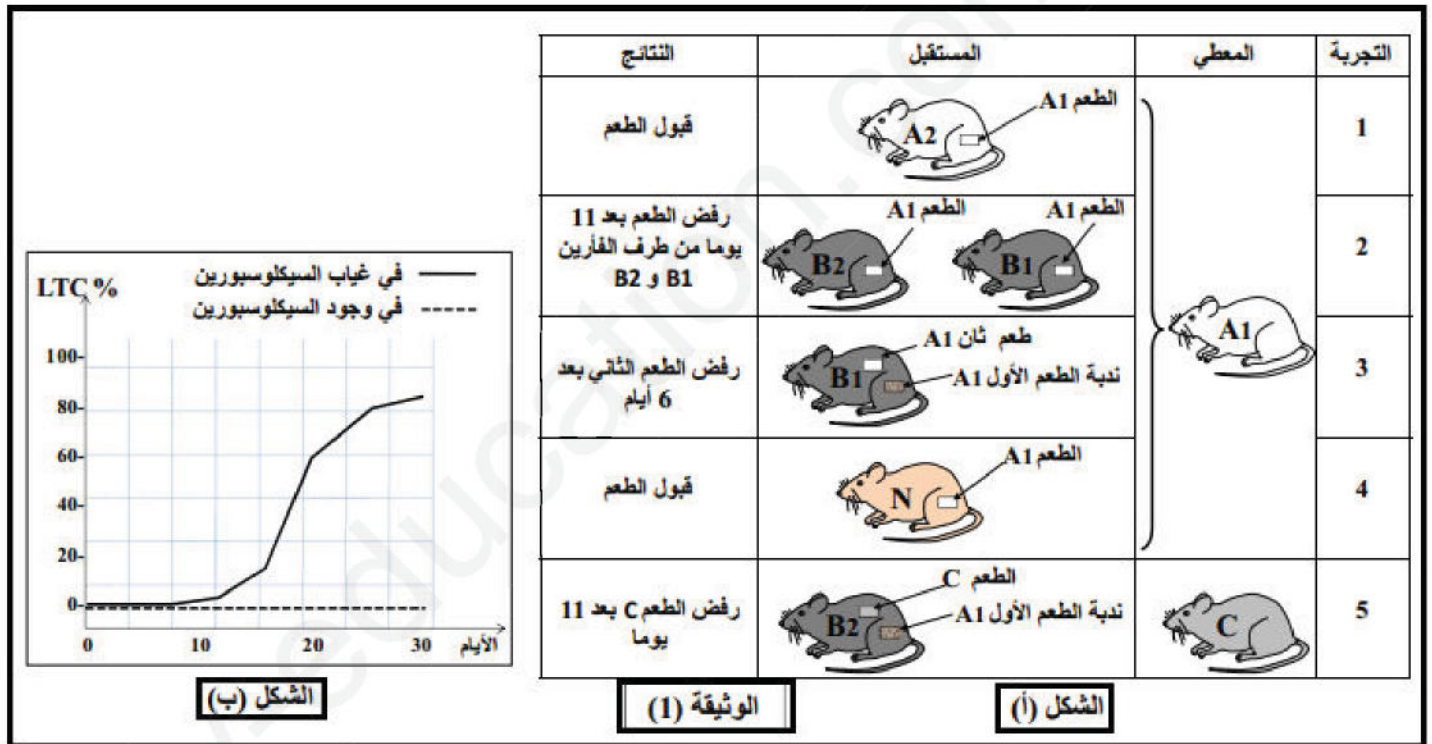 التجربة
المعطي
المستقبل
النتائج
1
الطعم A1
A2
قبول الطعم
2
الطعم A1
الطعم A1
B1
B2
رفض الطعم بعد 11
يوما من طرف الفأرين
B1 و B2
A1
3
طعم ثان A1
ندبة الطعم الأول A1
B1
رفض الطعم الثاني بعد
6 أيام
4
الطعم A1
N
قبول الطعم
5
C
الطعم C
ندبة الطعم الأول A1
B2
رفض الطعم C بعد 11
يوما
الشكل (أ)
الوثيقة (1)
في غياب السيكلوسبورين
في وجود السيكلوسبورين
LTC %
100
80
60
40
20
0
0 10 20 30 الأيام
الشكل (ب)
education.com